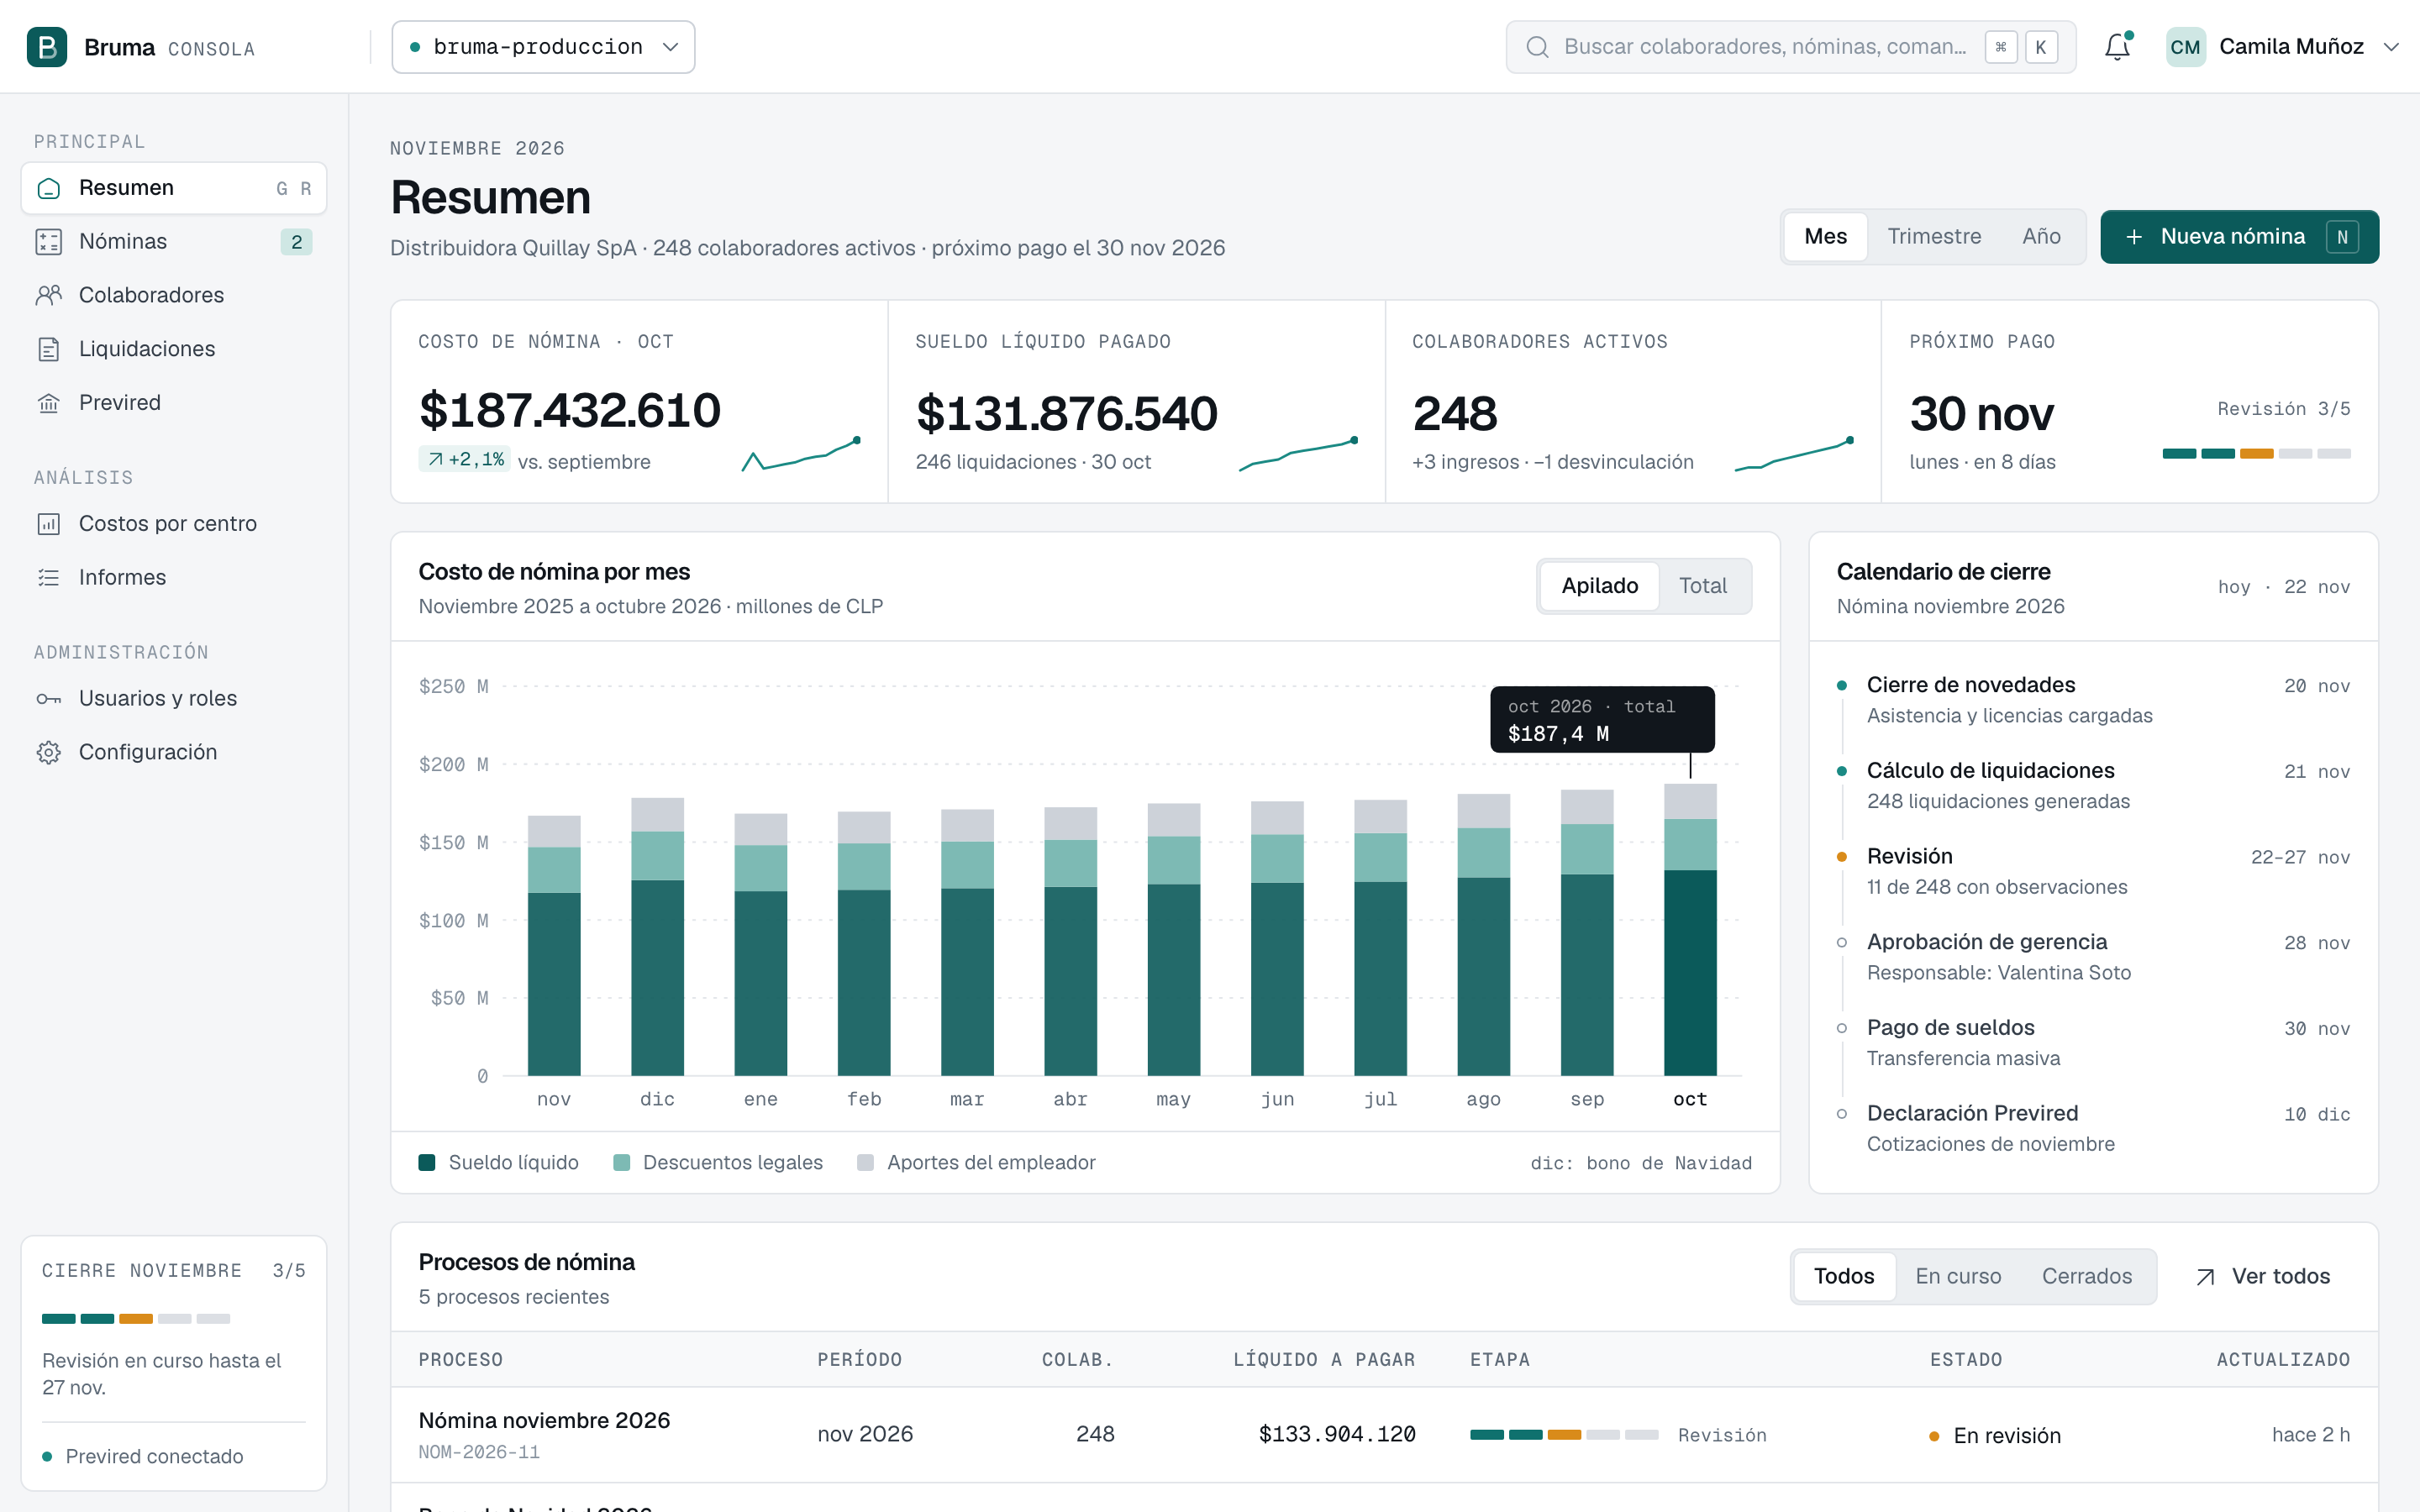 Bruma CONSOLA
bruma-produccion
Buscar colaboradores, nóminas, coman… ⌘ K
CM Camila Muñoz
PRINCIPAL
Resumen G R
Nóminas 2
Colaboradores
Liquidaciones
Previred
ANÁLISIS
Costos por centro
Informes
ADMINISTRACIÓN
Usuarios y roles
Configuración
CIERRE NOVIEMBRE 3/5
Revisión en curso hasta el
27 nov.
Previred conectado
NOVIEMBRE 2026
Resumen
Distribuidora Quillay SpA · 248 colaboradores activos · próximo pago el 30 nov 2026
Mes Trimestre Año
Nueva nómina N
COSTO DE NÓMINA · OCT
$187.432.610
+2,1% vs. septiembre
SUELDO LÍQUIDO PAGADO
$131.876.540
246 liquidaciones · 30 oct
COLABORADORES ACTIVOS
248
+3 ingresos · −1 desvinculación
PRÓXIMO PAGO
30 nov
lunes · en 8 días
Revisión 3/5
Costo de nómina por mes
Noviembre 2025 a octubre 2026 · millones de CLP
Apilado Total
$250 M
$200 M
$150 M
$100 M
$50 M
0
oct 2026 · total
$187,4 M
nov dic ene feb mar abr may jun jul ago sep oct
Sueldo líquido Descuentos legales Aportes del empleador
dic: bono de Navidad
Calendario de cierre
Nómina noviembre 2026
hoy · 22 nov
Cierre de novedades 20 nov
Asistencia y licencias cargadas
Cálculo de liquidaciones 21 nov
248 liquidaciones generadas
Revisión 22–27 nov
11 de 248 con observaciones
Aprobación de gerencia 28 nov
Responsable: Valentina Soto
Pago de sueldos 30 nov
Transferencia masiva
Declaración Previred 10 dic
Cotizaciones de noviembre
Procesos de nómina
5 procesos recientes
Todos En curso Cerrados
Ver todos
PROCESO PERÍODO COLAB. LÍQUIDO A PAGAR ETAPA ESTADO ACTUALIZADO
Nómina noviembre 2026 nov 2026 248 $133.904.120 Revisión En revisión hace 2 h
NOM-2026-11